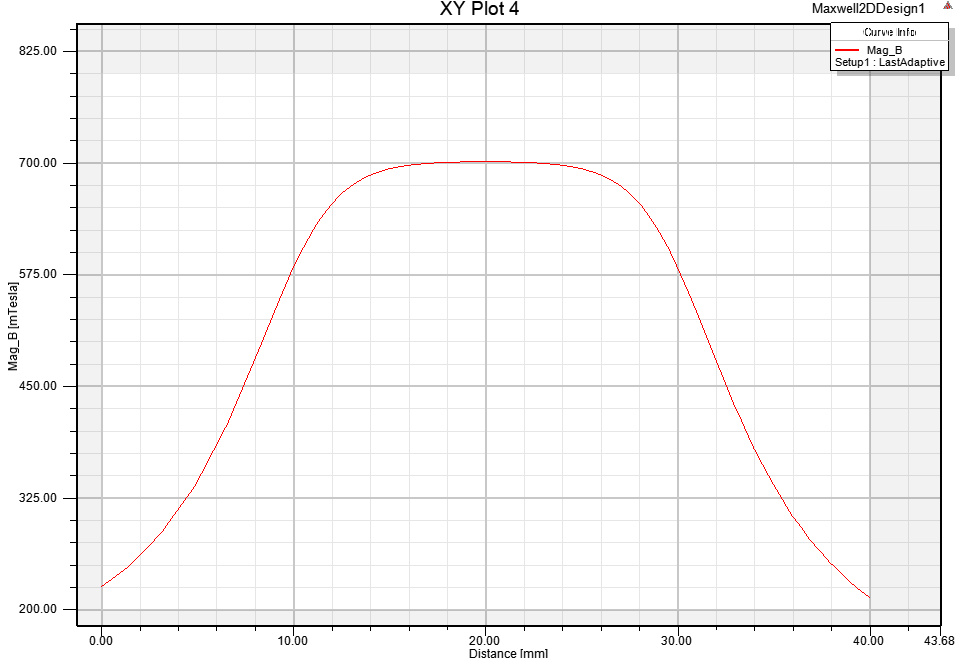 XY Plot 4
Maxwell2DDesign1
Curve Info
Mag_B
Setup1 : LastAdaptive
825.00
700.00
575.00
450.00
325.00
200.00
Mag_B [mTesla]
0.00 10.00 20.00 30.00 40.00 43.68
Distance [mm]